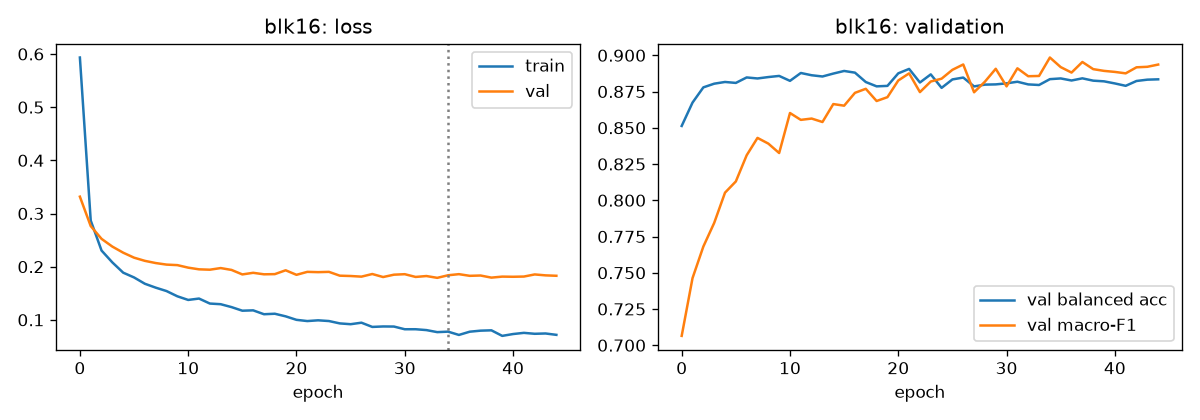 blk16: loss
0.6
0.5
0.4
0.3
0.2
0.1
train
val
0 10 20 30 40
epoch
blk16: validation
0.900
0.875
0.850
0.825
0.800
0.775
0.750
0.725
0.700
val balanced acc
val macro-F1
0 10 20 30 40
epoch